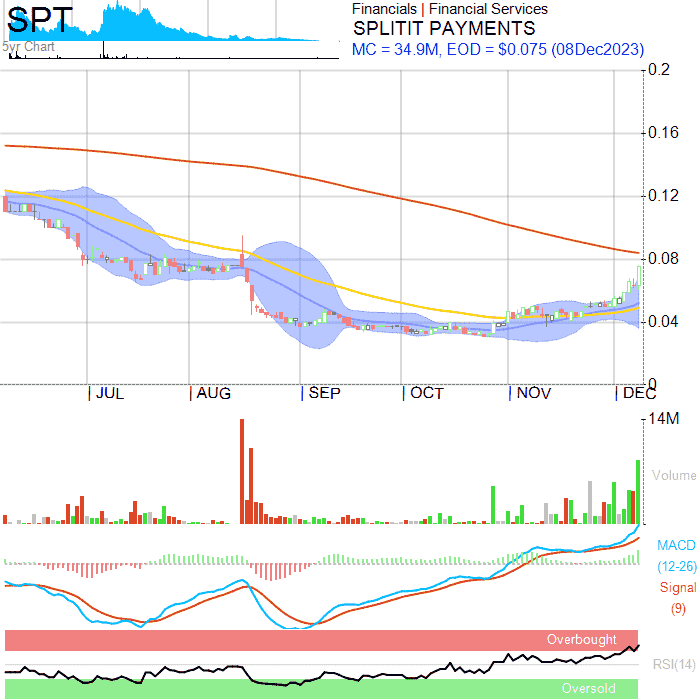 SPT
5yr Chart
Financials | Financial Services
SPLITIT PAYMENTS
MC = 34.9M, EOD = $0.075 (08Dec2023)
0.2
0.16
0.12
0.08
0.04
0
JUL AUG SEP OCT NOV DEC
14M
Volume
MACD
(12-26)
Signal
(9)
Overbought
RSI(14)
Oversold